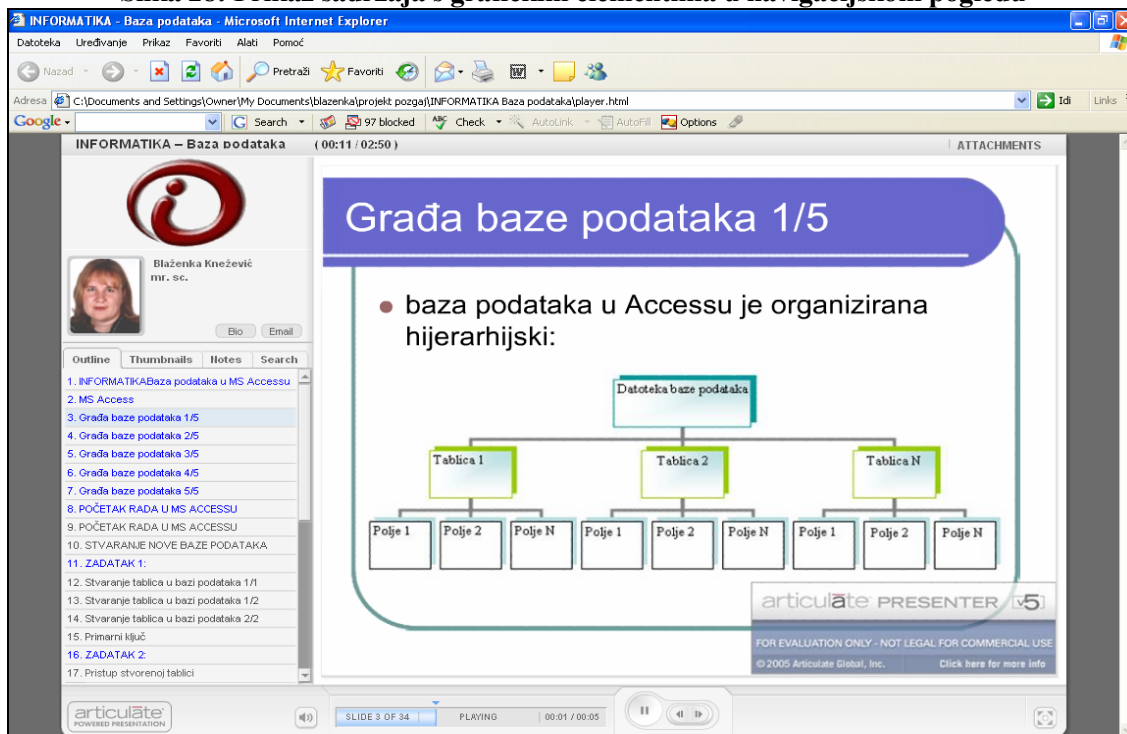 INFORMATIKA - Baza podataka - Microsoft Internet Explorer
Datoteka Uređivanje Prikaz Favoriti Alati Pomoć
Nazad Pretraži Favoriti
Adresa C:\Documents and Settings\Owner\My Documents\blazenka\projekt pozgaj\INFORMATIKA Baza podataka\player.html Idi Links
Google Search 97 blocked Check AutoLink AutoFill Options
INFORMATIKA – Baza podataka ( 00:11 / 02:50 ) ATTACHMENTS
Blaženka Knežević
mr. sc.
Bio Email
Outline Thumbnails Notes Search
1. INFORMATIKABaza podataka u MS Accessu
2. MS Access
3. Građa baze podataka 1/5
4. Građa baze podataka 2/5
5. Građa baze podataka 3/5
6. Građa baze podataka 4/5
7. Građa baze podataka 5/5
8. POČETAK RADA U MS ACCESSU
9. POČETAK RADA U MS ACCESSU
10. STVARANJE NOVE BAZE PODATAKA
11. ZADATAK 1:
12. Stvaranje tablica u bazi podataka 1/1
13. Stvaranje tablica u bazi podataka 1/2
14. Stvaranje tablica u bazi podataka 2/2
15. Primarni ključ
16. ZADATAK 2:
17. Pristup stvorenoj tablici
Građa baze podataka 1/5
baza podataka u Accessu je organizirana
hijerarhijski:
Datoteka baze podataka
Tablica 1 Tablica 2 Tablica N
Polje 1 Polje 2 Polje N Polje 1 Polje 2 Polje N Polje 1 Polje 2 Polje N
articulāte PRESENTER v5
FOR EVALUATION ONLY - NOT LEGAL FOR COMMERCIAL USE
© 2005 Articulate Global, Inc. Click here for more info
articulāte
POWERED PRESENTATION
SLIDE 3 OF 34 PLAYING 00:01 / 00:05